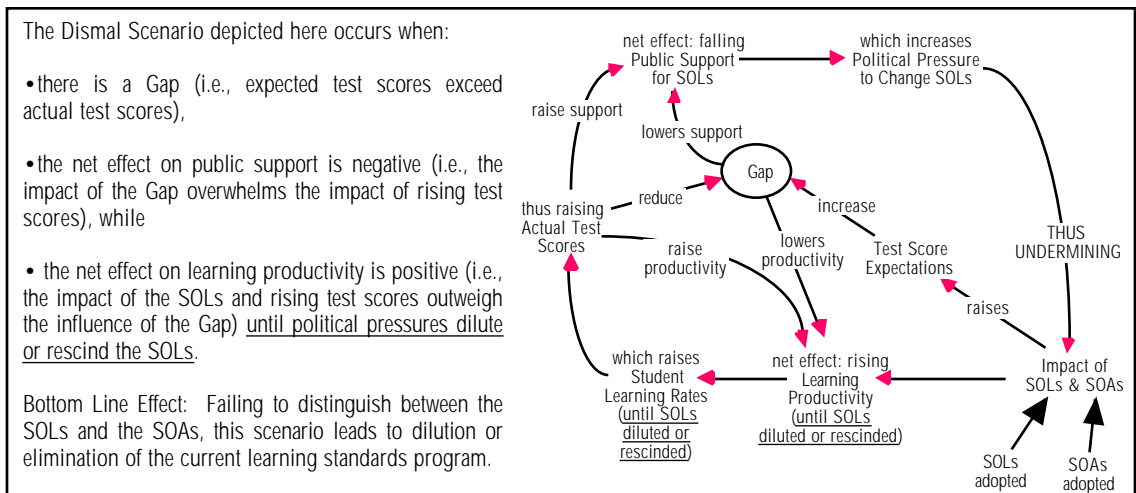 The Dismal Scenario depicted here occurs when:
•there is a Gap (i.e., expected test scores exceed
actual test scores),
•the net effect on public support is negative (i.e., the
impact of the Gap overwhelms the impact of rising test
scores), while
• the net effect on learning productivity is positive (i.e.,
the impact of the SOLs and rising test scores outweigh
the influence of the Gap) until political pressures dilute
or rescind the SOLs.
Bottom Line Effect: Failing to distinguish between the
SOLs and the SOAs, this scenario leads to dilution or
elimination of the current learning standards program.
net effect: falling
Public Support
for SOLs
which increases
Political Pressure
to Change SOLs
raise support
lowers support
Gap
reduce
increase
thus raising
Actual Test
Scores
raise
productivity
lowers
productivity
Test Score
Expectations
THUS
UNDERMINING
raises
which raises
Student
Learning Rates
(until SOLs
diluted or
rescinded)
net effect: rising
Learning
Productivity
(until SOLs
diluted or rescinded)
Impact of
SOLs & SOAs
SOLs
adopted
SOAs
adopted